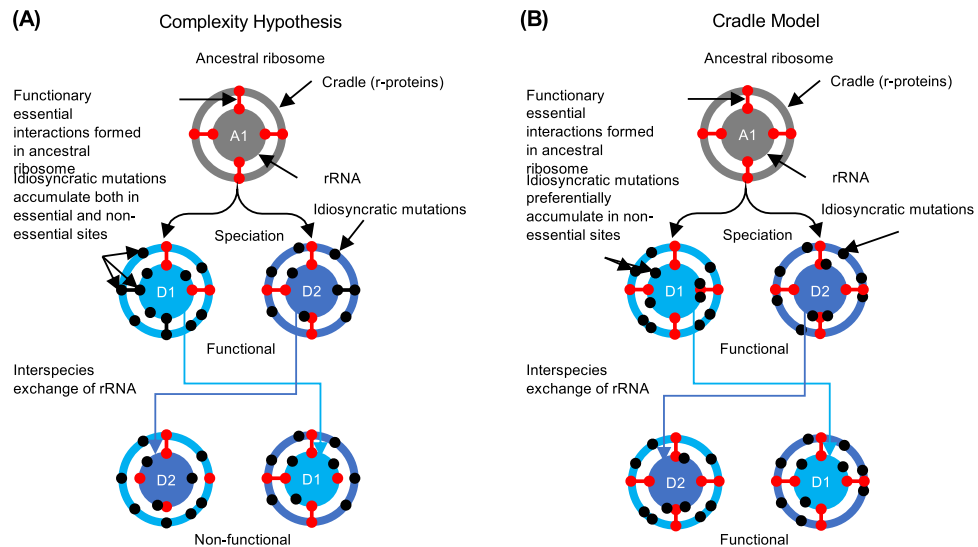 (A)
Complexity Hypothesis
Ancestral ribosome
Cradle (r-proteins)
Functionary
essential
interactions formed
in ancestral
ribosome
A1
rRNA
Idiosyncratic mutations
accumulate both in
essential and non-
essential sites
Idiosyncratic mutations
Speciation
D1
D2
Functional
Interspecies
exchange of rRNA
D2
D1
Non-functional
(B)
Cradle Model
Ancestral ribosome
Cradle (r-proteins)
Functionary
essential
interactions formed
in ancestral
ribosome
A1
rRNA
Idiosyncratic mutations
preferentially
accumulate in non-
essential sites
Idiosyncratic mutations
Speciation
D1
D2
Functional
Interspecies
exchange of rRNA
D2
D1
Functional